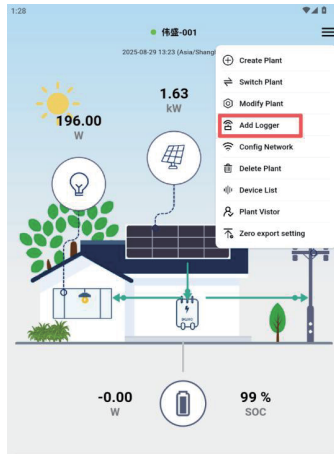 1:28
伟盛-001
2025-08-29 13:23 (Asia/Shangh
Create Plant
Switch Plant
Modify Plant
Add Logger
Config Network
Delete Plant
Device List
Plant Vistor
Zero export setting
1.63
kW
196.00
W
-0.00
W
99 %
SOC